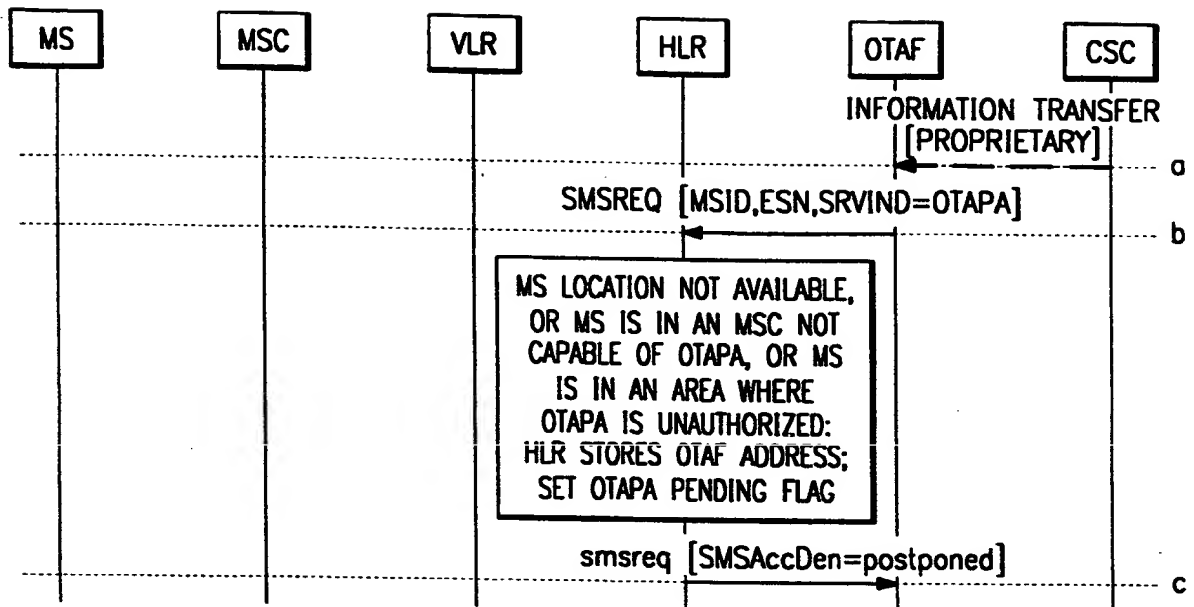 MS MSC VLR HLR OTAF CSC
INFORMATION TRANSFER
[PROPRIETARY]
a
SMSREQ [MSID,ESN,SRVIND=OTAPA]
b
MS LOCATION NOT AVAILABLE,
OR MS IS IN AN MSC NOT
CAPABLE OF OTAPA, OR MS
IS IN AN AREA WHERE
OTAPA IS UNAUTHORIZED:
HLR STORES OTAF ADDRESS;
SET OTAPA PENDING FLAG
smsreq [SMSAccDen=postponed]
c